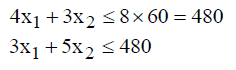 4x₁ + 3x₂ ≤ 8 × 60 = 480
3x₁ + 5x₂ ≤ 480